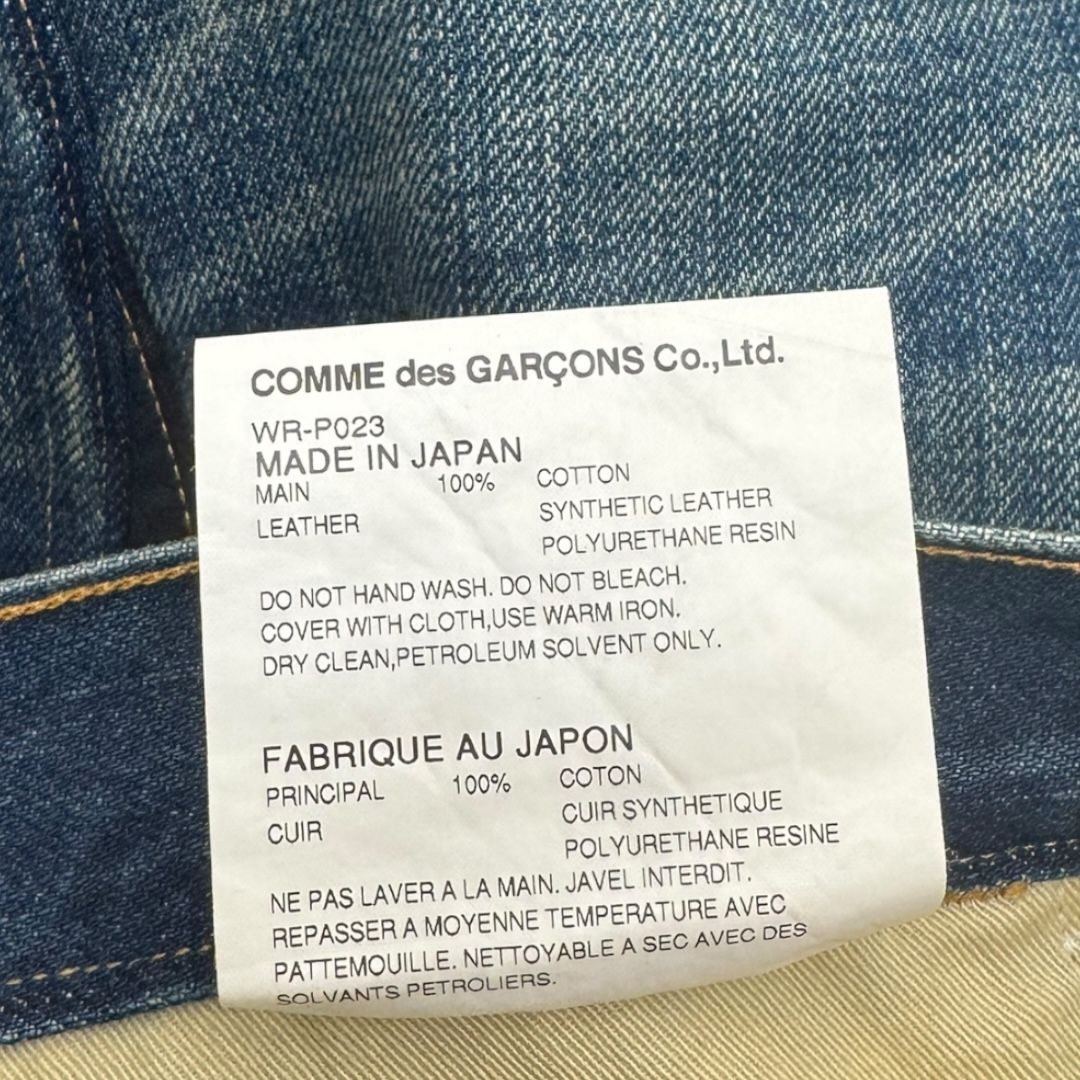 COMME des GARÇONS Co.,Ltd.
WR-P023
MADE IN JAPAN
MAIN 100% COTTON
LEATHER SYNTHETIC LEATHER
POLYURETHANE RESIN
DO NOT HAND WASH. DO NOT BLEACH.
COVER WITH CLOTH,USE WARM IRON.
DRY CLEAN,PETROLEUM SOLVENT ONLY.
FABRIQUE AU JAPON
PRINCIPAL 100% COTON
CUIR CUIR SYNTHETIQUE
POLYURETHANE RESINE
NE PAS LAVER A LA MAIN. JAVEL INTERDIT.
REPASSER A MOYENNE TEMPERATURE AVEC
PATTEMOUILLE. NETTOYABLE A SEC AVEC DES
SOLVANTS PETROLIERS.